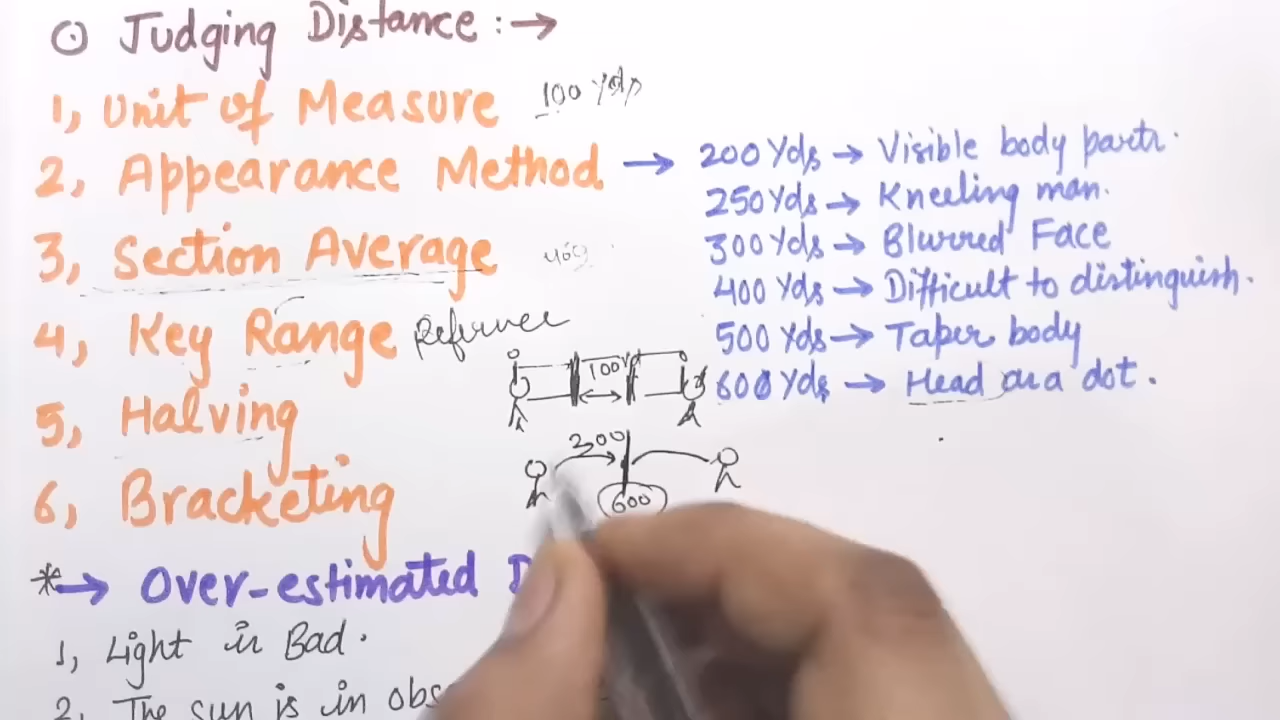 ⊙ Judging Distance :→
1, Unit of Measure 100 Yds
2, Appearance Method → 200 Yds → Visible body parts.
250 Yds → Kneeling man.
3, Section Average 300 Yds → Blurred Face
400 Yds → Difficult to distinguish.
4, Key Range Refernce 500 Yds → Taper body
100Y
600 Yds → Head as a dot.
5, Halving
300
6, Bracketing 600
*→ Over-estimated D
1, Light is Bad.
2, The sun is in obs